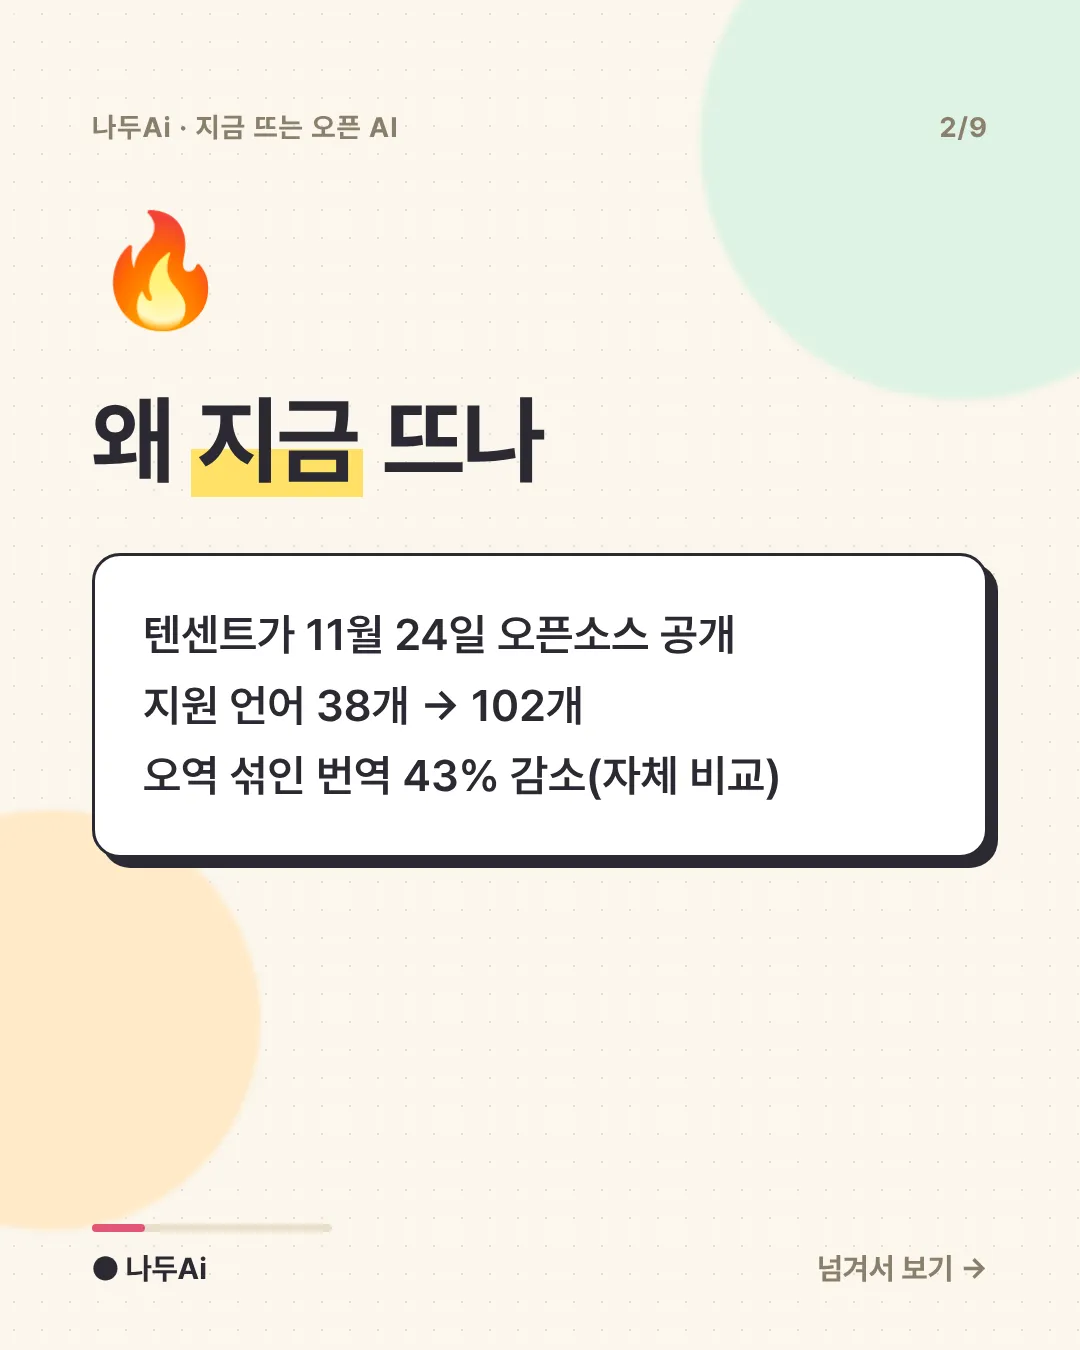 나두Ai · 지금 뜨는 오픈 AI
2/9
왜 지금 뜨나
텐센트가 11월 24일 오픈소스 공개
지원 언어 38개 → 102개
오역 섞인 번역 43% 감소(자체 비교)
나두Ai
넘겨서 보기 →